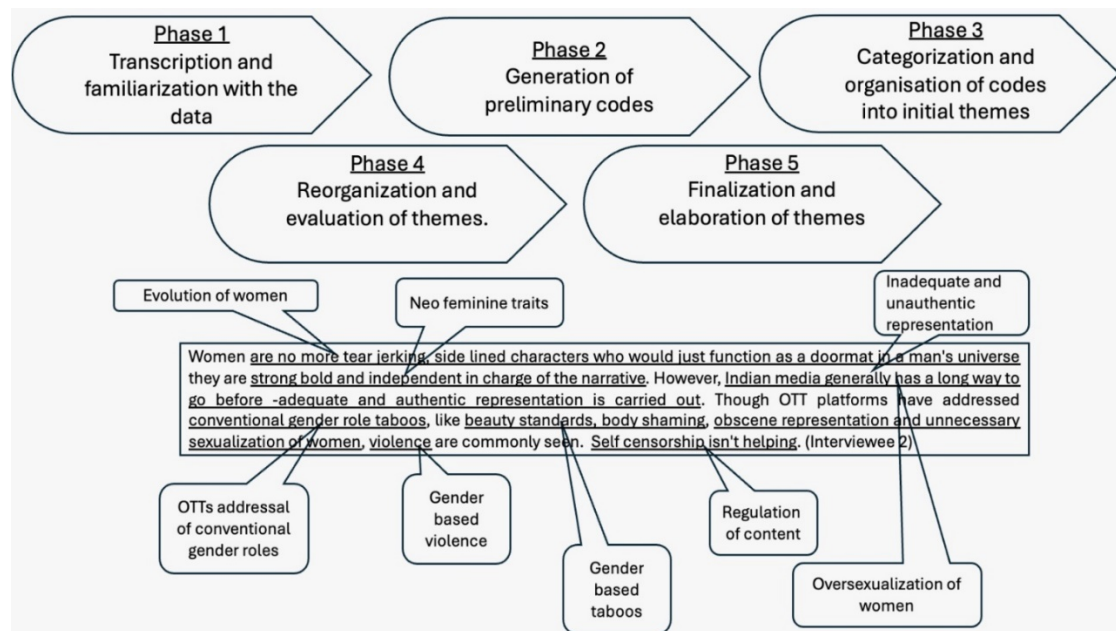 Phase 1
Transcription and
familiarization with the
data
Phase 2
Generation of
preliminary codes
Phase 3
Categorization and
organisation of codes
into initial themes
Phase 4
Reorganization and
evaluation of themes.
Phase 5
Finalization and
elaboration of themes
Evolution of women
Neo feminine traits
Inadequate and
unauthentic
representation
Women are no more tear jerking, side lined characters who would just function as a doormat in a man's universe
they are strong bold and independent in charge of the narrative. However, Indian media generally has a long way to
go before -adequate and authentic representation is carried out. Though OTT platforms have addressed
conventional gender role taboos, like beauty standards, body shaming, obscene representation and unnecessary
sexualization of women, violence are commonly seen. Self censorship isn't helping. (Interviewee 2)
OTTs addressal
of conventional
gender roles
Gender
based
violence
Gender
based
taboos
Regulation
of content
Oversexualization of
women